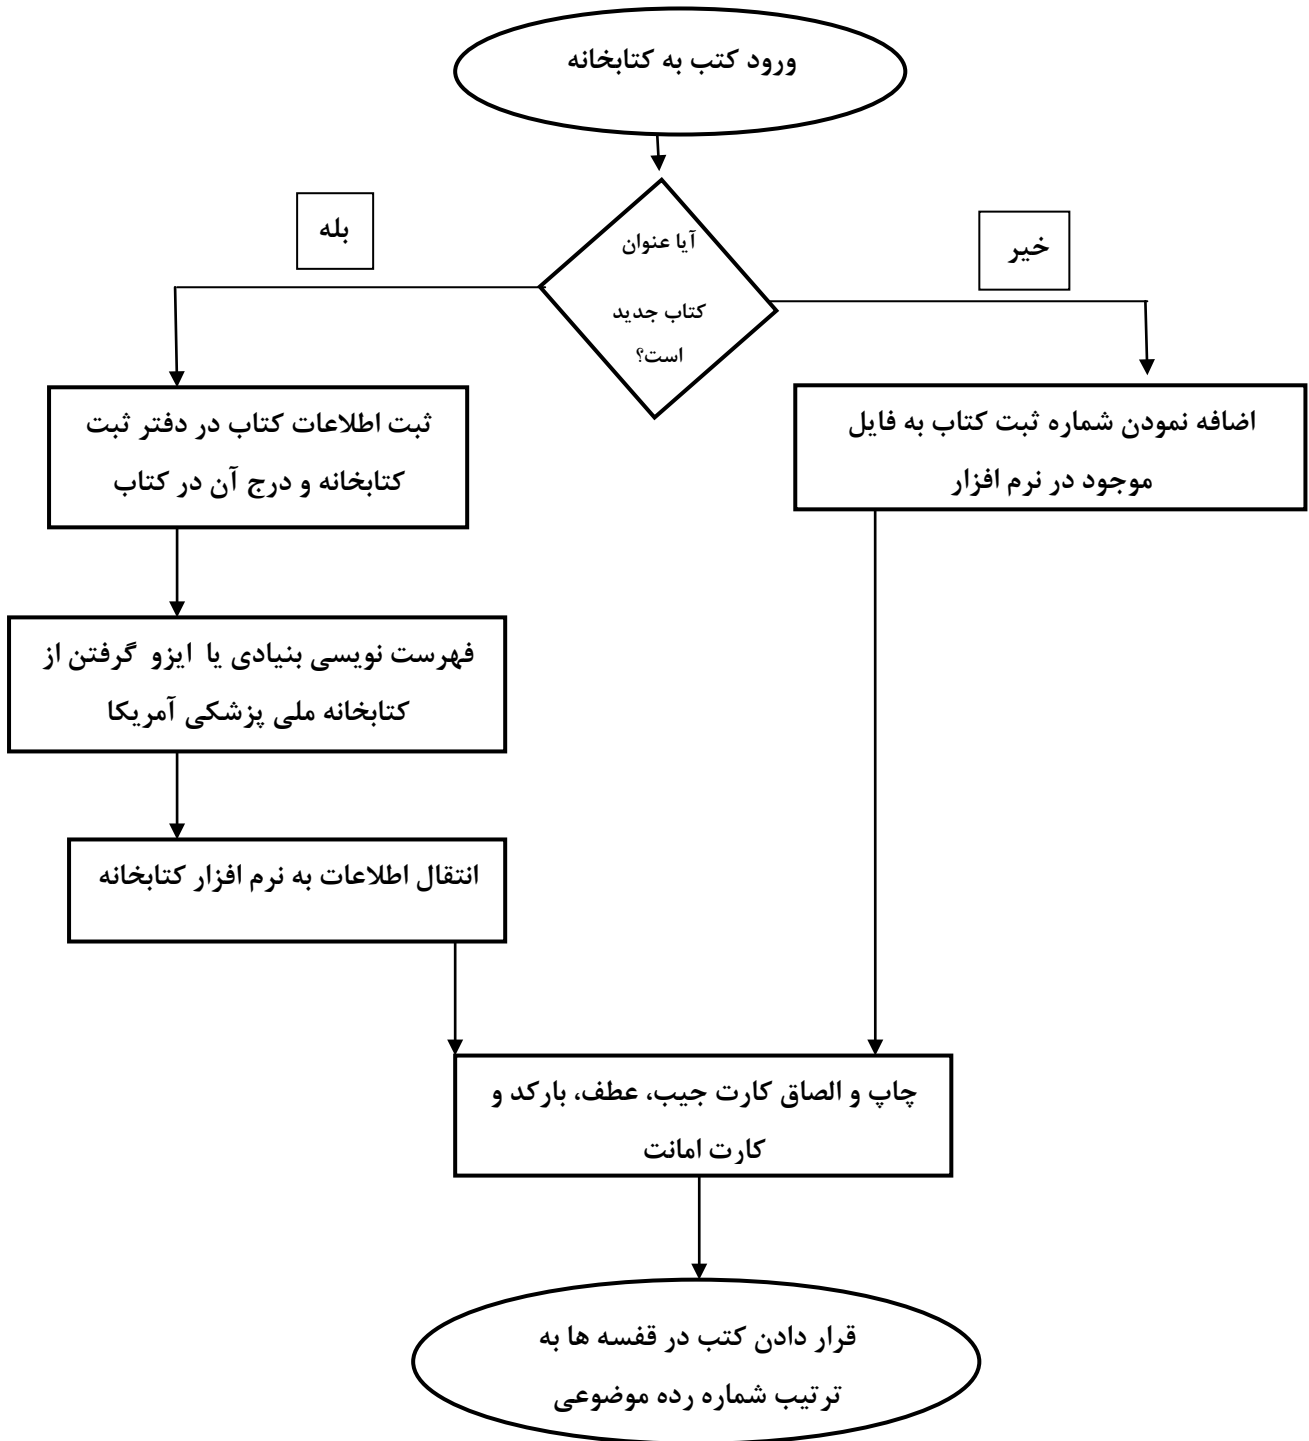 ورود کتب به کتابخانه
آیا عنوان
کتاب جدید
است؟
خیر
بله
اضافه نمودن شماره ثبت کتاب به فایل
موجود در نرم افزار
ثبت اطلاعات کتاب در دفتر ثبت
کتابخانه و درج آن در کتاب
فهرست نویسی بنیادی یا ایزو گرفتن از
کتابخانه ملی پزشکی آمریکا
انتقال اطلاعات به نرم افزار کتابخانه
چاپ و الصاق کارت جیب، عطف، بارکد و
کارت امانت
قرار دادن کتب در قفسه ها به
ترتیب شماره رده موضوعی